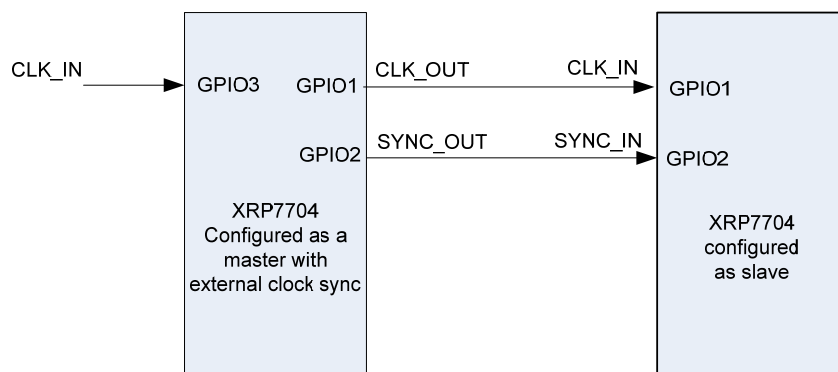 CLK_IN
GPIO3
GPIO1
CLK_OUT
CLK_IN
GPIO1
GPIO2
SYNC_OUT
SYNC_IN
GPIO2
XRP7704
Configured as a
master with
external clock sync
XRP7704
configured
as slave